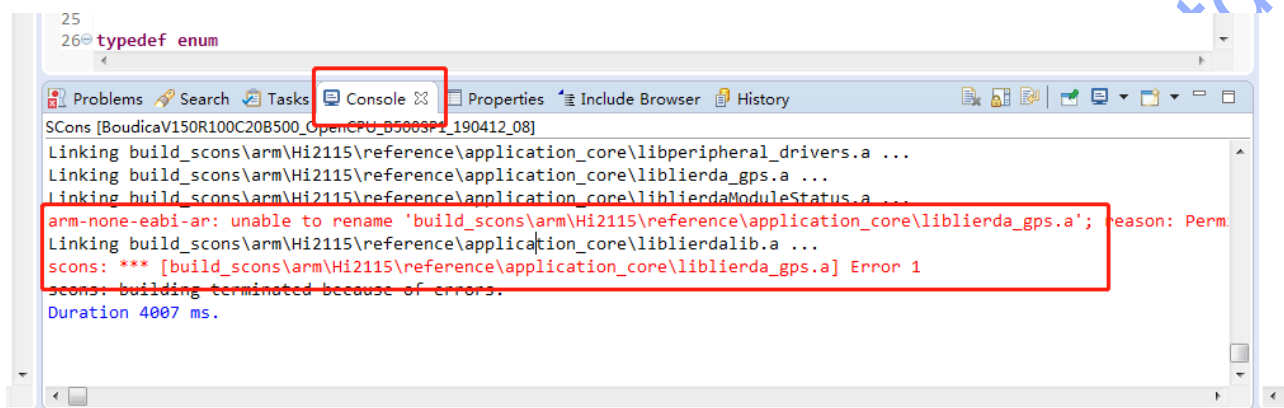 25
26 typedef enum
Problems Search Tasks Console Properties Include Browser History
SCons [BoudicaV150R100C20B500_OpenCPU_B500SP1_190412_08]
Linking build_scons\arm\Hi2115\reference\application_core\libperipheral_drivers.a ...
Linking build_scons\arm\Hi2115\reference\application_core\liblierda_gps.a ...
Linking build_scons\arm\Hi2115\reference\application_core\liblierdaModuleStatus.a ...
arm-none-eabi-ar: unable to rename 'build_scons\arm\Hi2115\reference\application_core\liblierda_gps.a'; reason: Perm
Linking build_scons\arm\Hi2115\reference\application_core\liblierdalib.a ...
scons: *** [build_scons\arm\Hi2115\reference\application_core\liblierda_gps.a] Error 1
scons: building terminated because of errors.
Duration 4007 ms.